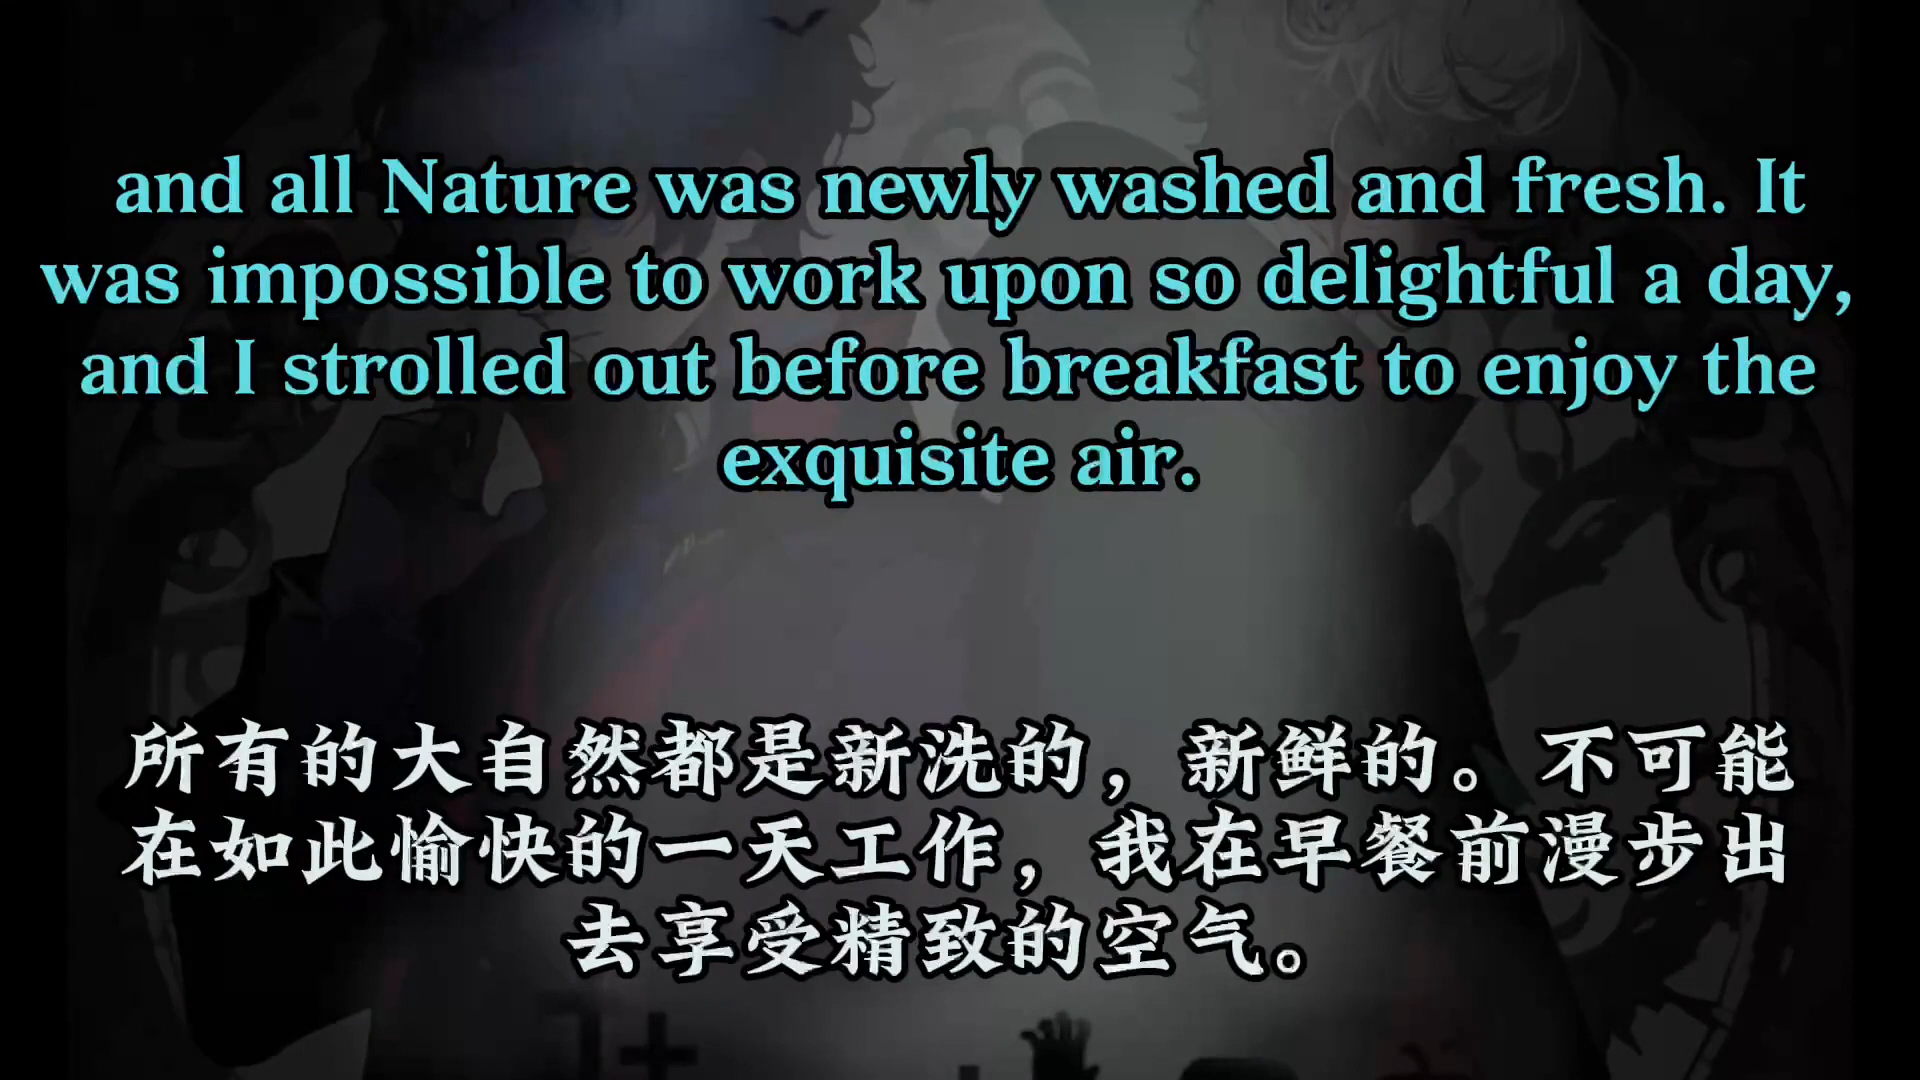 and all Nature was newly washed and fresh. It
was impossible to work upon so delightful a day,
and I strolled out before breakfast to enjoy the
exquisite air.
所有的大自然都是新洗的，新鲜的。不可能
在如此愉快的一天工作，我在早餐前漫步出
去享受精致的空气。